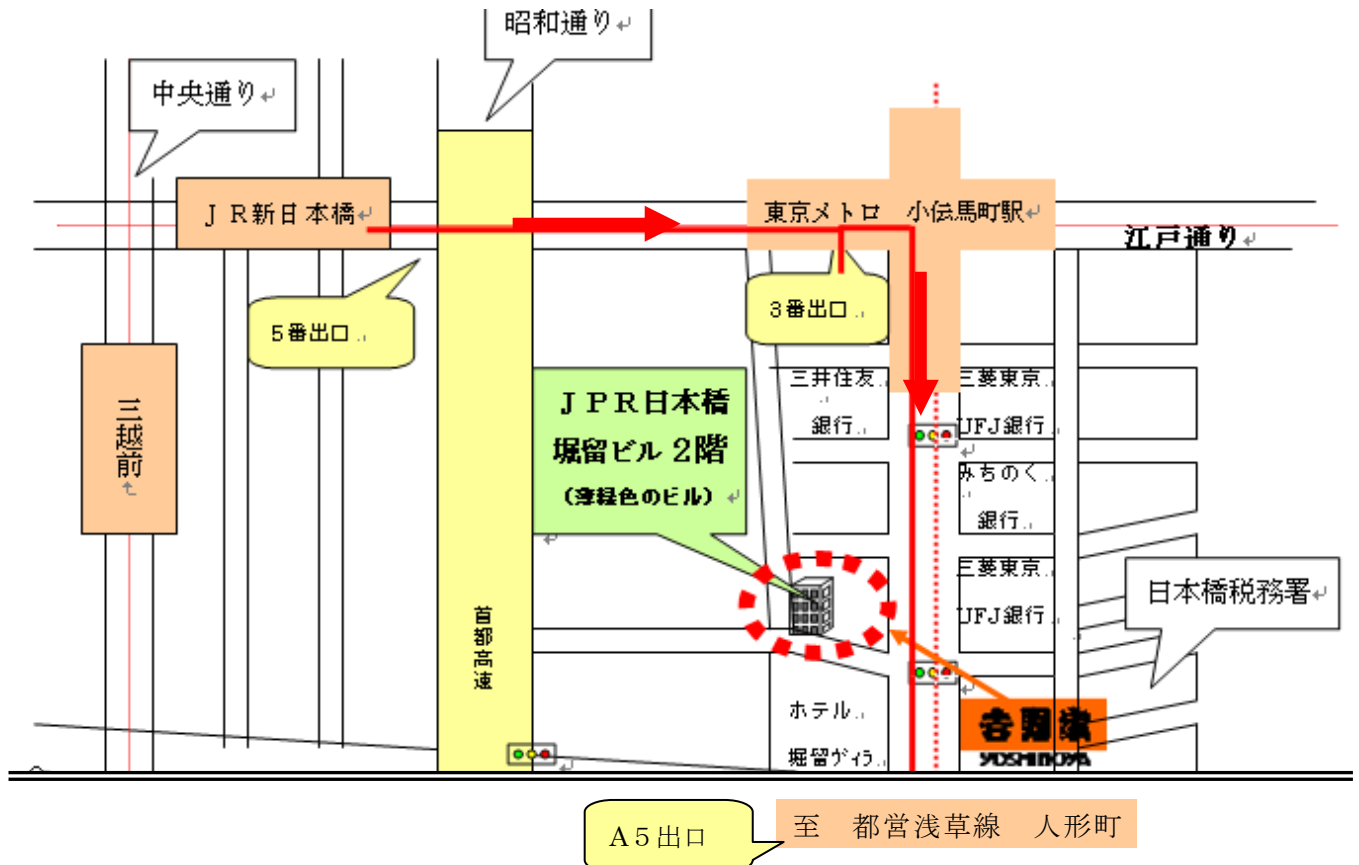 昭和通り
中央通り
JR新日本橋
東京メトロ 小伝馬町駅
江戸通り
5番出口
3番出口
三越前
JPR日本橋
堀留ビル 2階
(薄緑色のビル)
三井住友
銀行
三菱東京
UFJ銀行
みちのく
銀行
三菱東京
UFJ銀行
日本橋税務署
首都高速
ホテル
堀留ヴィラ
吉野家
YOSHINOYA
A5出口
至 都営浅草線 人形町